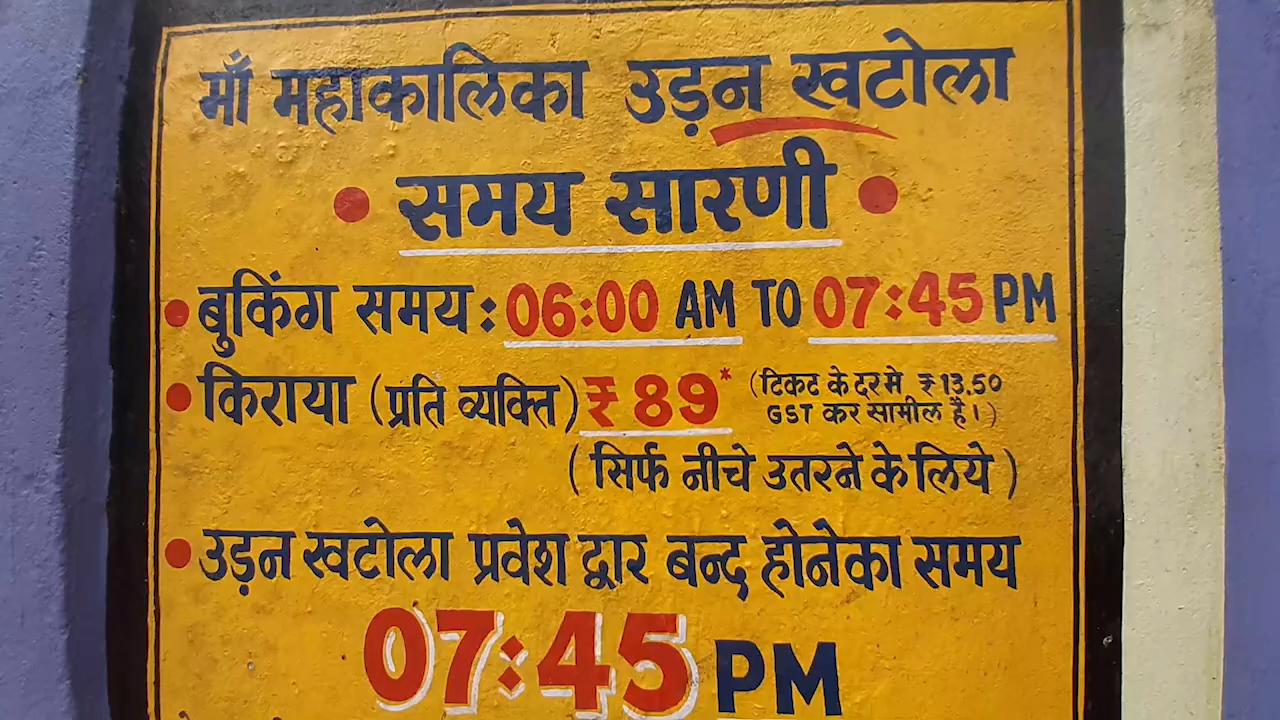 माँ महाकालिका उड़न खटोला
• समय सारणी •
• बुकिंग समय : 06:00 AM TO 07:45 PM
• किराया (प्रति व्यक्ति) ₹ 89* (टिकट के दरमे ₹ 13.50
GST कर सामील है।)
(सिर्फ नीचे उतरने के लिये)
• उड़न खटोला प्रवेश द्वार बन्द होनेका समय
07:45 PM